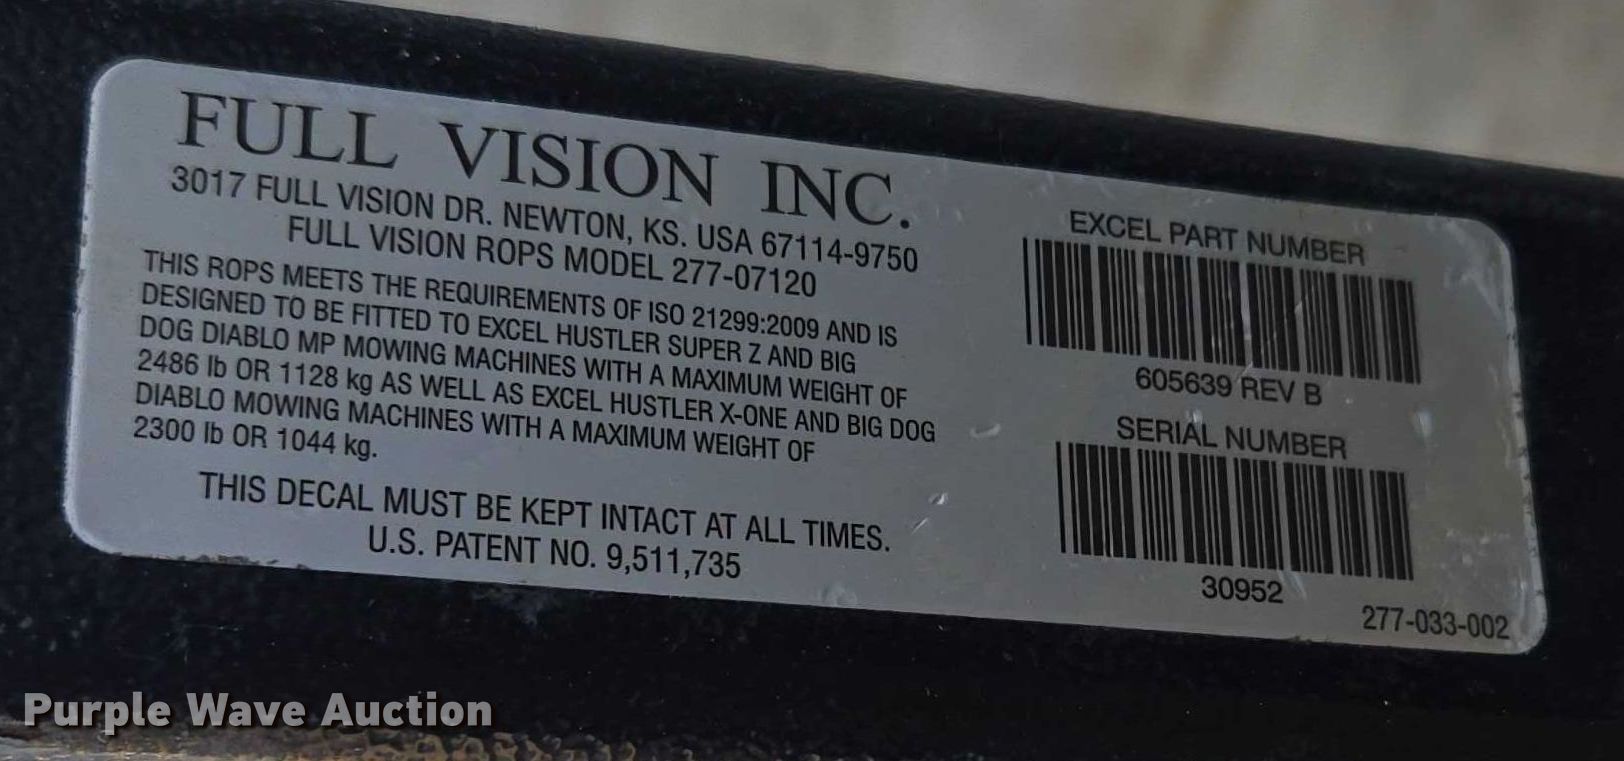 FULL VISION INC.
3017 FULL VISION DR. NEWTON, KS. USA 67114-9750
FULL VISION ROPS MODEL 277-07120
THIS ROPS MEETS THE REQUIREMENTS OF ISO 21299:2009 AND IS
DESIGNED TO BE FITTED TO EXCEL HUSTLER SUPER Z AND BIG
DOG DIABLO MP MOWING MACHINES WITH A MAXIMUM WEIGHT OF
2486 lb OR 1128 kg AS WELL AS EXCEL HUSTLER X-ONE AND BIG DOG
DIABLO MOWING MACHINES WITH A MAXIMUM WEIGHT OF
2300 lb OR 1044 kg.
THIS DECAL MUST BE KEPT INTACT AT ALL TIMES.
U.S. PATENT NO. 9,511,735
EXCEL PART NUMBER
605639 REV B
SERIAL NUMBER
30952
277-033-002
Purple Wave Auction